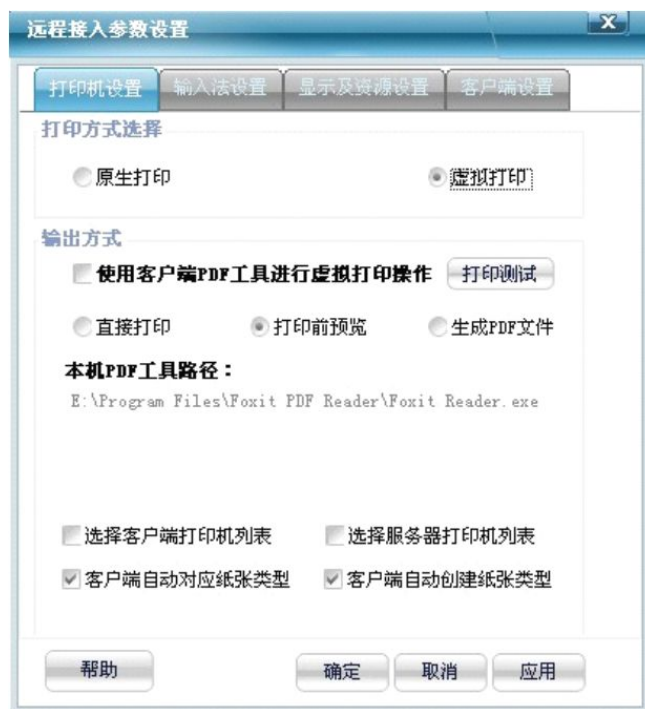 远程接入参数设置
打印机设置 输入法设置 显示及资源设置 客户端设置
打印方式选择
原生打印 虚拟打印
输出方式
使用客户端PDF工具进行虚拟打印操作 打印测试
直接打印 打印前预览 生成PDF文件
本机PDF工具路径：
E:\Program Files\Foxit PDF Reader\Foxit Reader.exe
选择客户端打印机列表 选择服务器打印机列表
客户端自动对应纸张类型 客户端自动创建纸张类型
帮助 确定 取消 应用